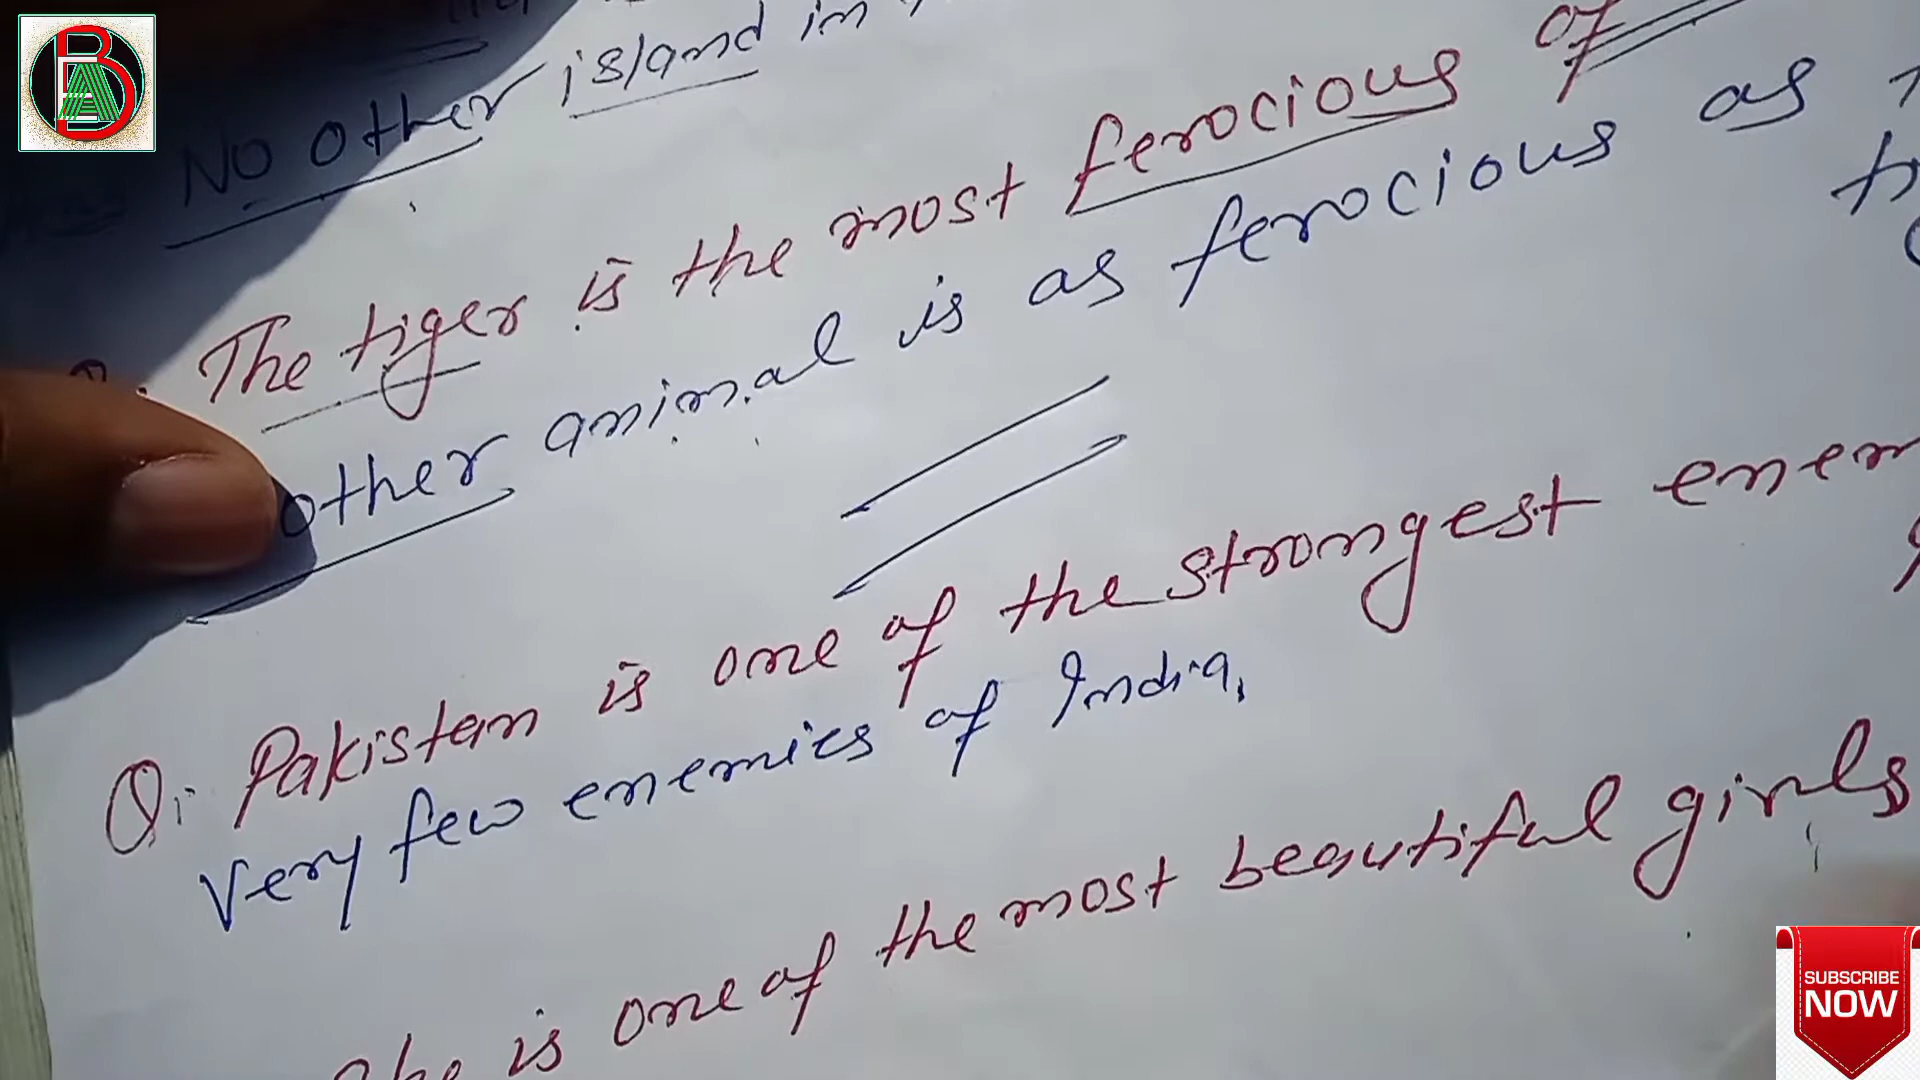 No other island in
The tiger is the most ferocious of
other animal is as ferocious as
Q. Pakistan is one of the strongest
Very few enemies of India.
She is one of the most beautiful girls
SUBSCRIBE
NOW